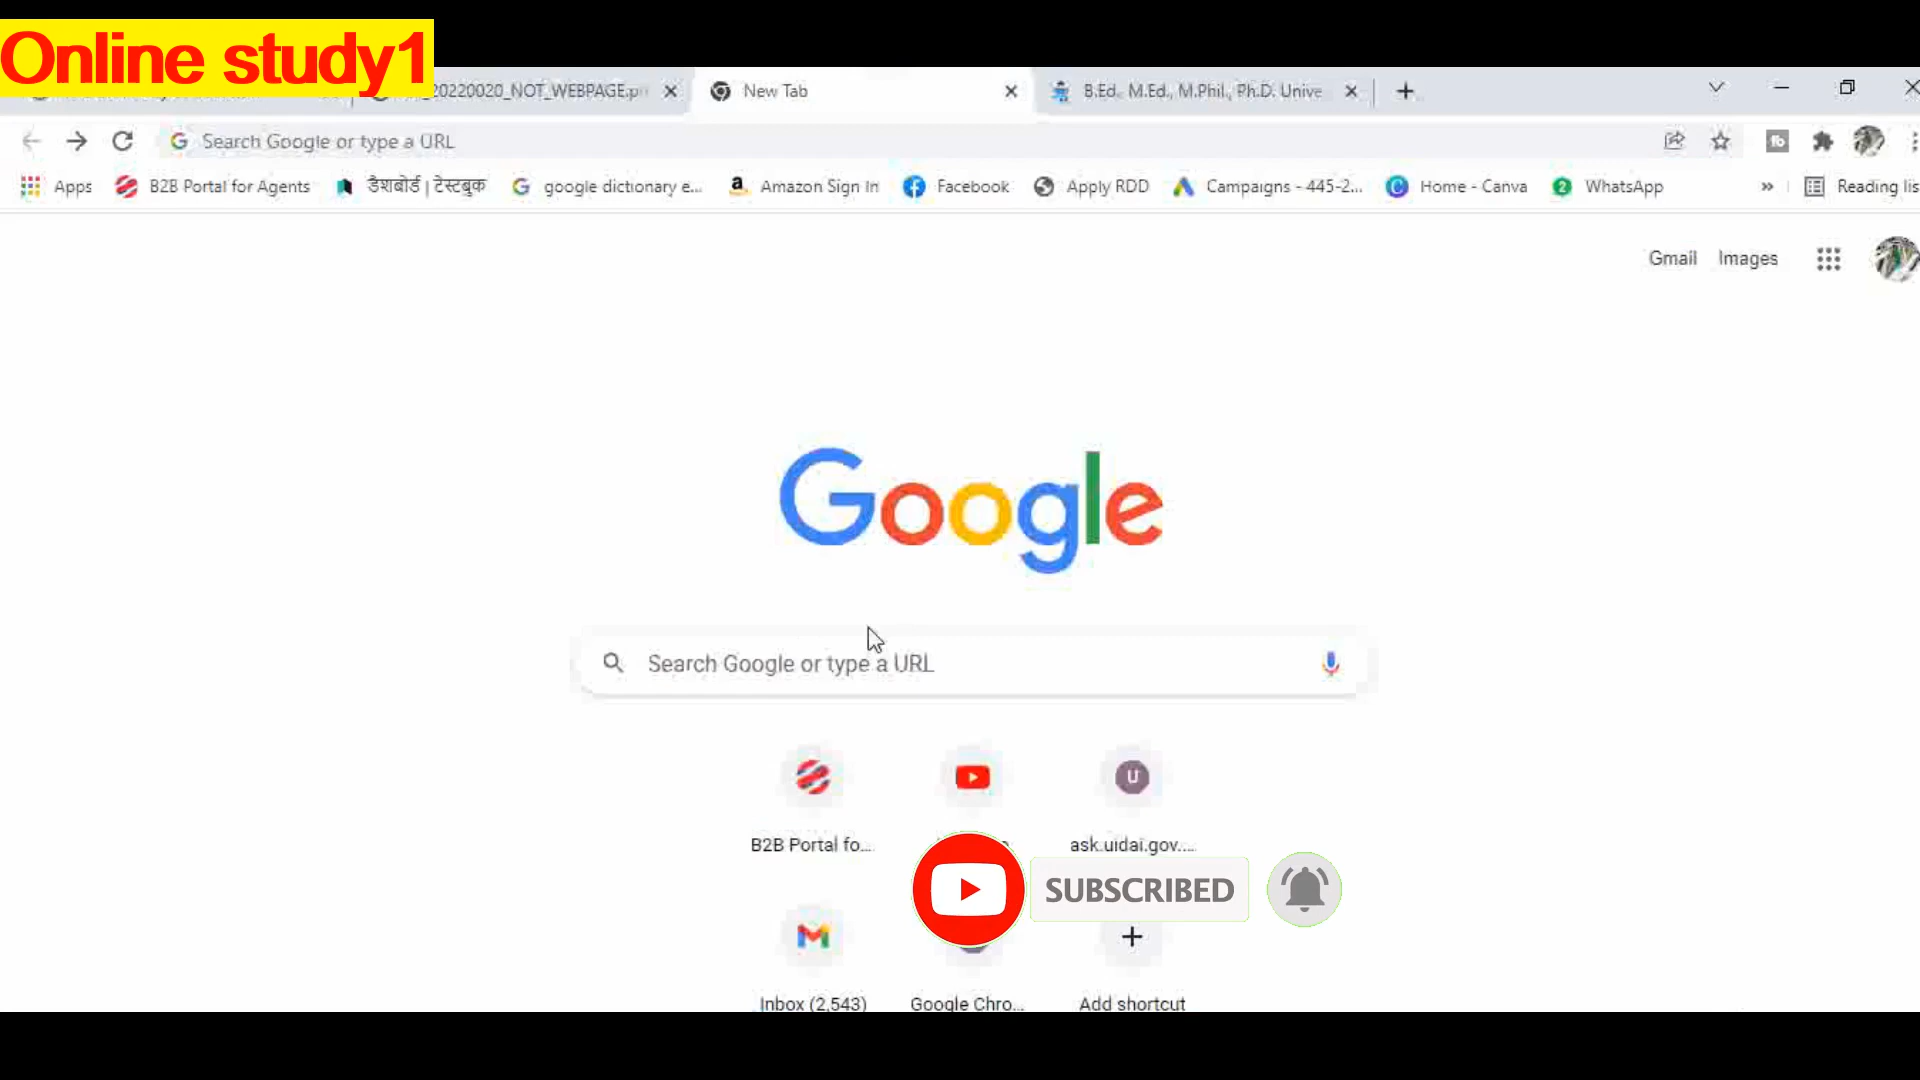 Online study1
20220020_NOT_WEBPAGE.p
New Tab
B.Ed., M.Ed., M.Phil., Ph.D. Unive
Search Google or type a URL
Apps
B2B Portal for Agents
डैशबोर्ड | टेस्टबुक
google dictionary e...
Amazon Sign In
Facebook
Apply RDD
Campaigns - 445-2...
Home - Canva
2
WhatsApp
»
Reading lis
Gmail
Images
Google
Search Google or type a URL
U
B2B Portal fo...
ask.uidai.gov....
SUBSCRIBED
Inbox (2,543)
Google Chro...
Add shortcut